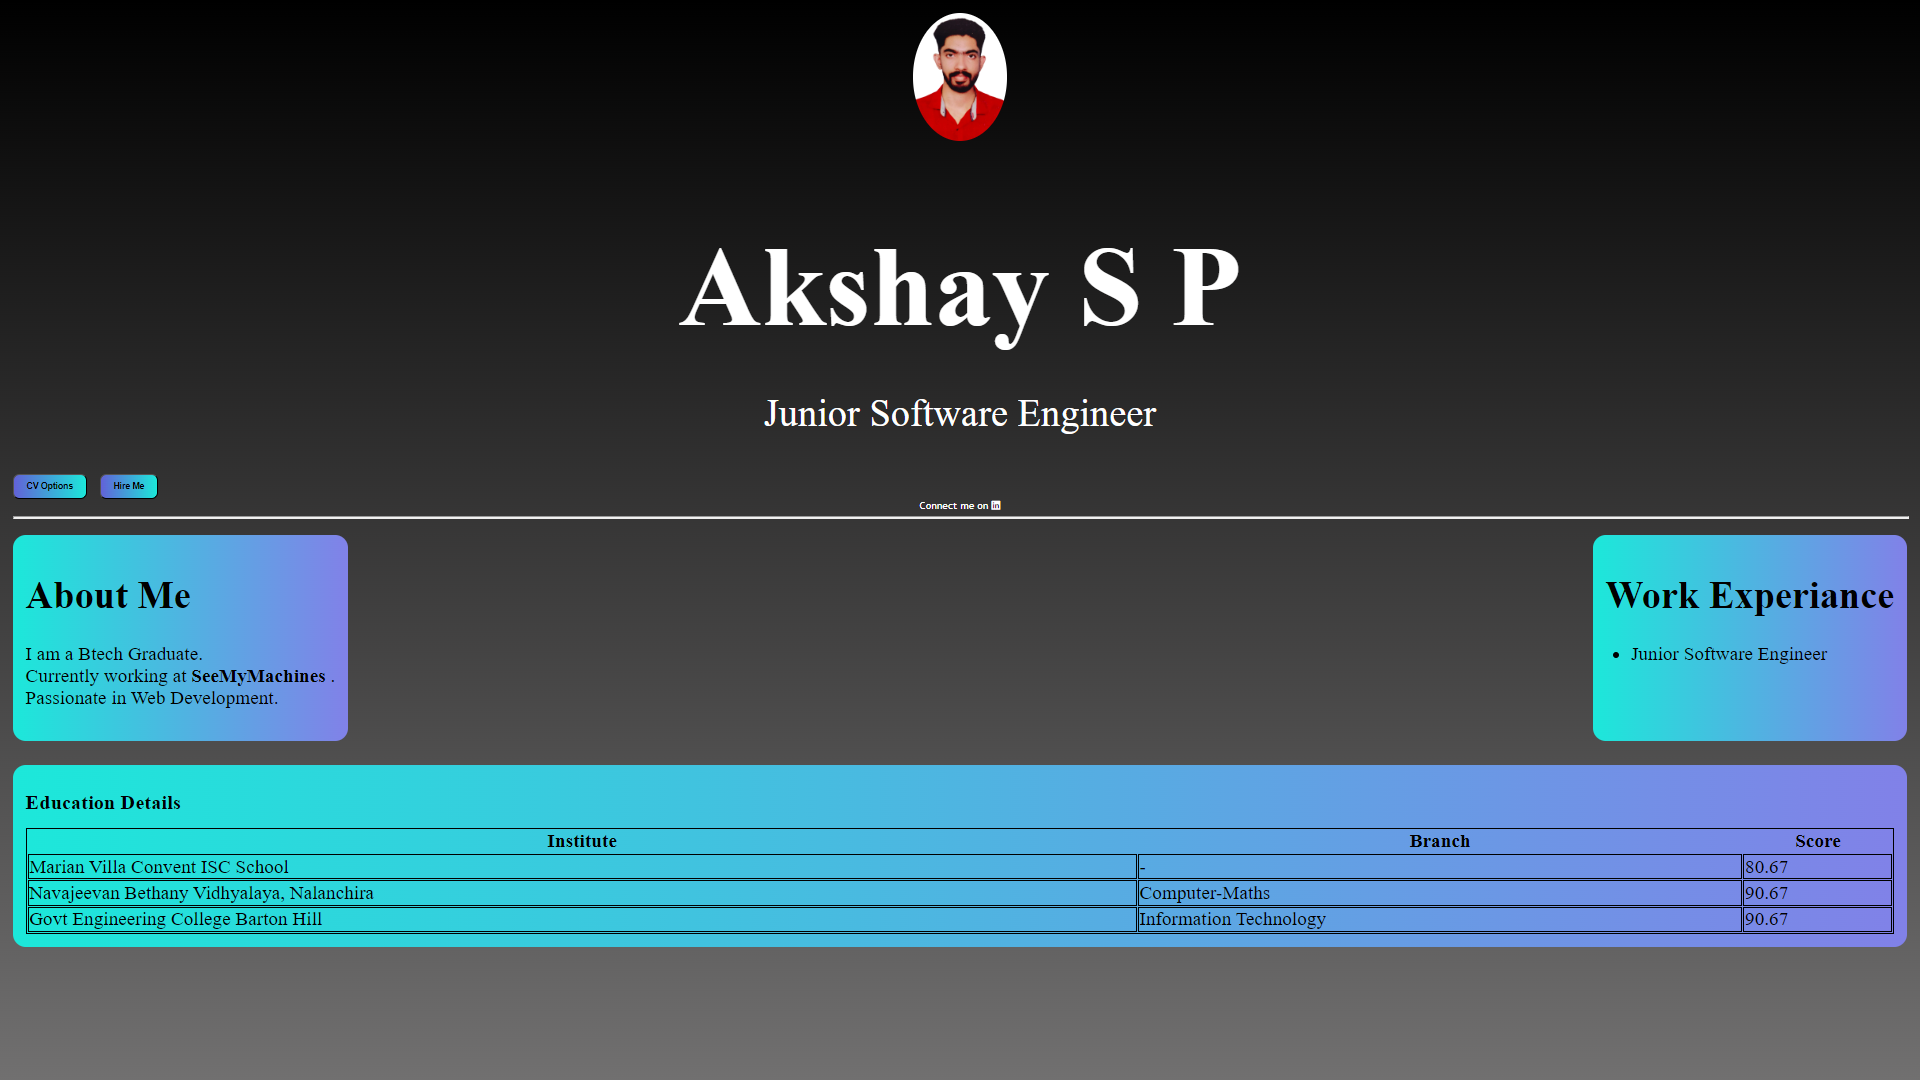 Akshay S P
Junior Software Engineer
CV Options Hire Me
Connect me on in
About Me
I am a Btech Graduate.
Currently working at SeeMyMachines .
Passionate in Web Development.
Work Experiance
Junior Software Engineer
Education Details
Institute Branch Score
Marian Villa Convent ISC School - 80.67
Navajeevan Bethany Vidhyalaya, Nalanchira Computer-Maths 90.67
Govt Engineering College Barton Hill Information Technology 90.67